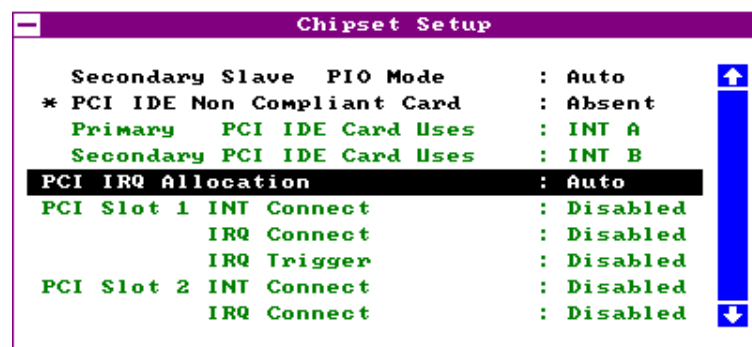 Chipset Setup
Secondary Slave PIO Mode : Auto
* PCI IDE Non Compliant Card : Absent
Primary PCI IDE Card Uses : INT A
Secondary PCI IDE Card Uses : INT B
PCI IRQ Allocation : Auto
PCI Slot 1 INT Connect : Disabled
IRQ Connect : Disabled
IRQ Trigger : Disabled
PCI Slot 2 INT Connect : Disabled
IRQ Connect : Disabled